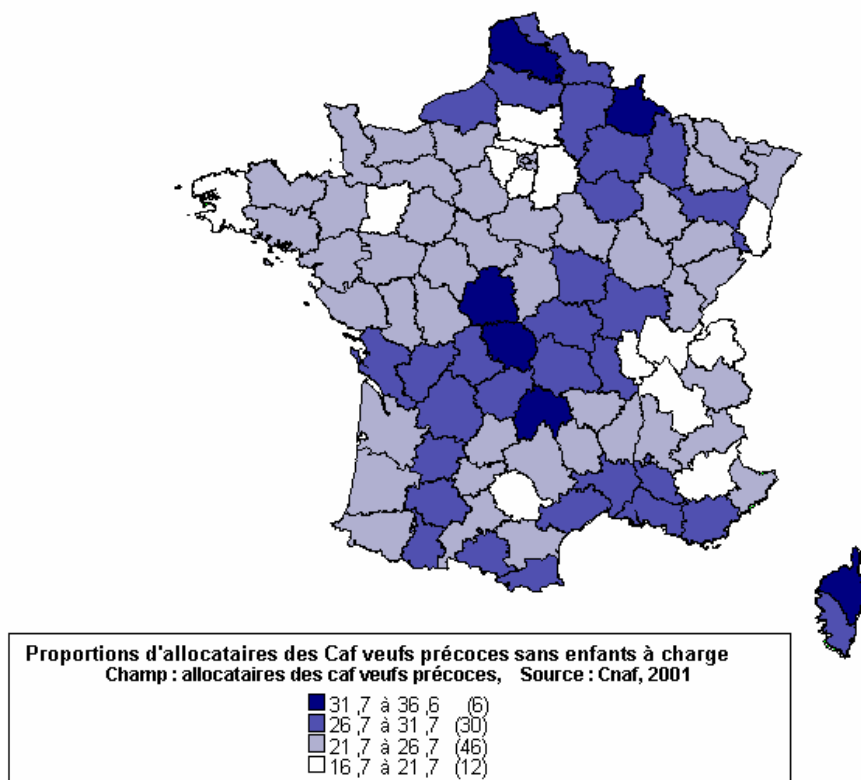 Proportions d'allocataires des Caf veufs précoces sans enfants à charge
Champ : allocataires des caf veufs précoces, Source : Cnaf, 2001
31 ,7 à 36 ,6 (6)
26 ,7 à 31 ,7 (30)
21 ,7 à 26 ,7 (46)
16 ,7 à 21 ,7 (12)